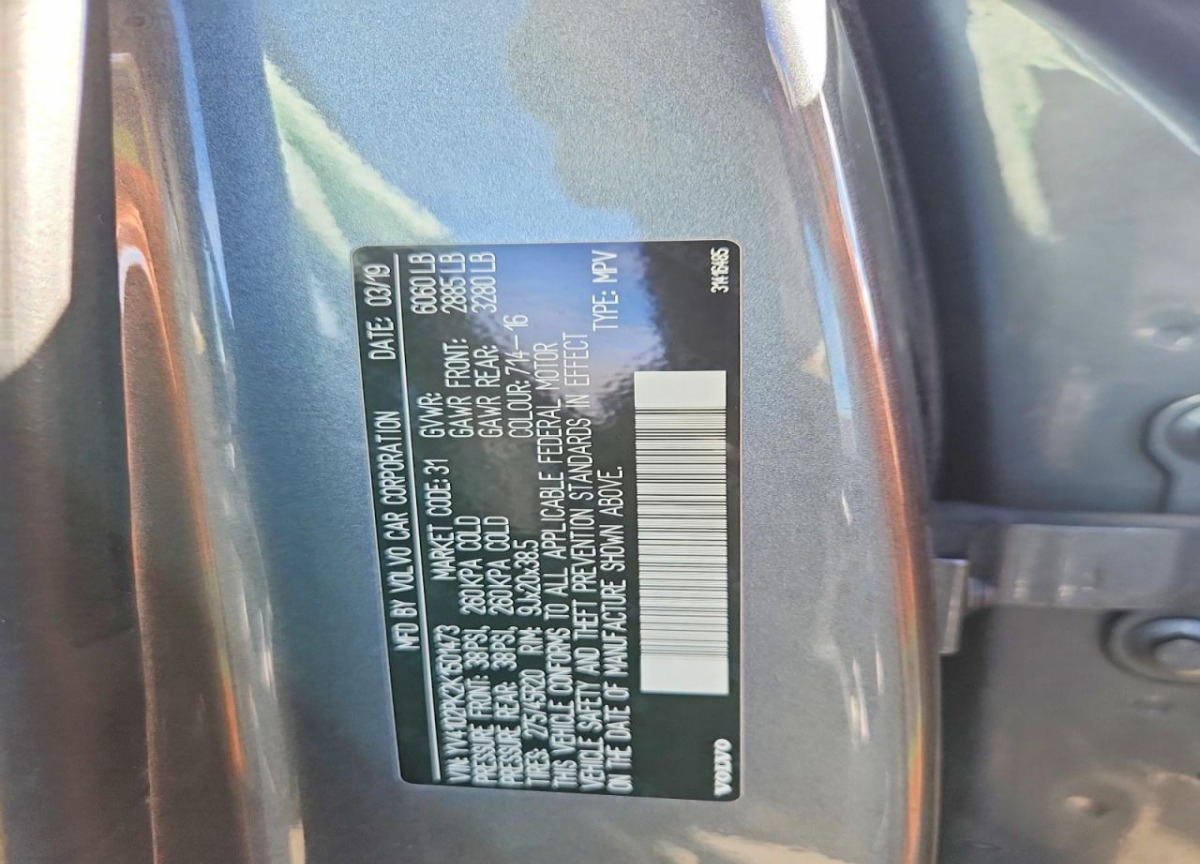 MFD BY VOLVO CAR CORPORATION DATE: 03/19
VIN: YV4102PK2K1501473 MARKET CODE: 31 GVWR: 6060 LB
PRESSURE FRONT: 38PSI, 260KPA COLD GAWR FRONT: 2885 LB
PRESSURE REAR: 38PSI, 260KPA COLD GAWR REAR: 3280 LB
TIRES: 275/45R20 RIM: 9Jx20x38.5 COLOUR: 714-16
THIS VEHICLE CONFORMS TO ALL APPLICABLE FEDERAL MOTOR
VEHICLE SAFETY AND THEFT PREVENTION STANDARDS IN EFFECT
ON THE DATE OF MANUFACTURE SHOWN ABOVE. TYPE: MPV
VOLVO 31416485